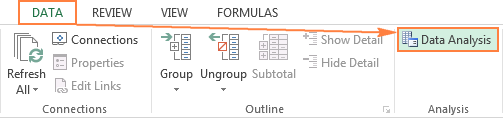 DATA REVIEW VIEW FORMULAS
Refresh All
Connections
Properties
Edit Links
Connections
Group
Ungroup
Subtotal
Show Detail
Hide Detail
Outline
Data Analysis
Analysis